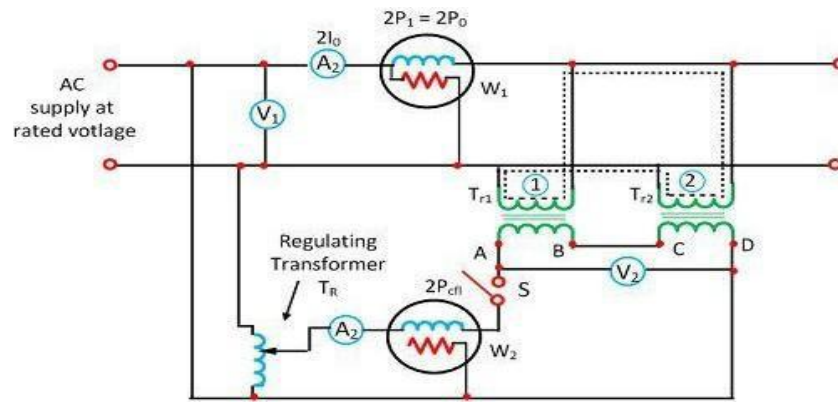 2P₁ = 2P₀
2I₀
A₂
W₁
AC
supply at
rated votlage
V₁
Tr1
1
Tr2
2
A
B
C
D
Regulating
Transformer
TR
S
V₂
2Pcfl
A₂
W₂